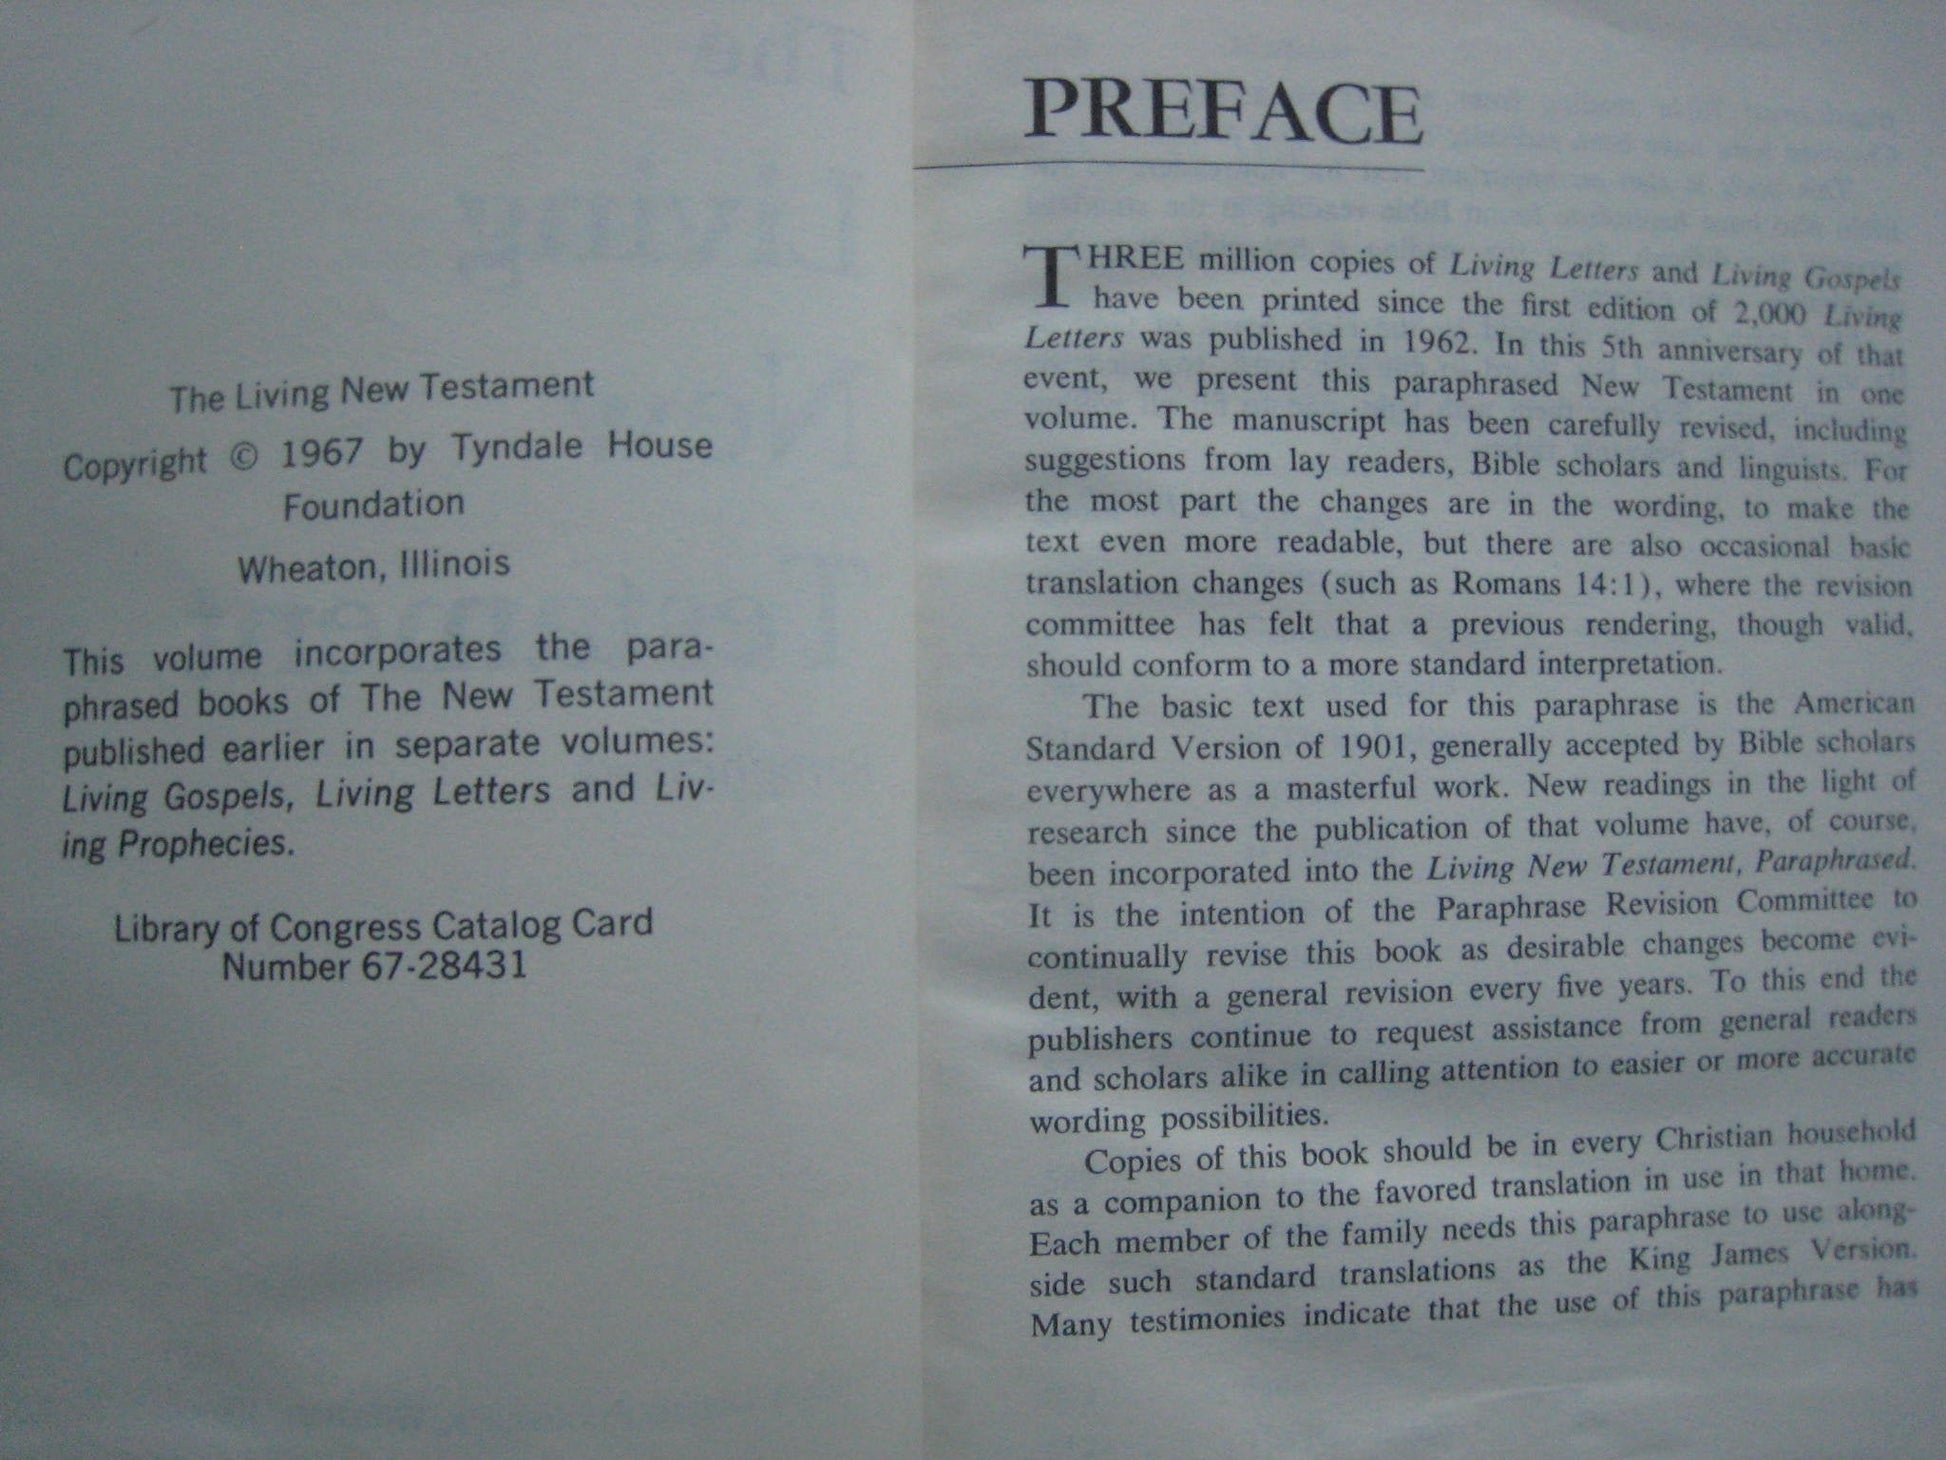 The Living New Testament
Copyright © 1967 by Tyndale House
Foundation
Wheaton, Illinois
This volume incorporates the para-
phrased books of The New Testament
published earlier in separate volumes:
Living Gospels, Living Letters and Liv-
ing Prophecies.
Library of Congress Catalog Card
Number 67-28431
PREFACE
THREE million copies of Living Letters and Living Gospels
have been printed since the first edition of 2,000 Living
Letters was published in 1962. In this 5th anniversary of that
event, we present this paraphrased New Testament in one
volume. The manuscript has been carefully revised, including
suggestions from lay readers, Bible scholars and linguists. For
the most part the changes are in the wording, to make the
text even more readable, but there are also occasional basic
translation changes (such as Romans 14:1), where the revision
committee has felt that a previous rendering, though valid,
should conform to a more standard interpretation.
The basic text used for this paraphrase is the American
Standard Version of 1901, generally accepted by Bible scholars
everywhere as a masterful work. New readings in the light of
research since the publication of that volume have, of course,
been incorporated into the Living New Testament, Paraphrased.
It is the intention of the Paraphrase Revision Committee to
continually revise this book as desirable changes become evi-
dent, with a general revision every five years. To this end the
publishers continue to request assistance from general readers
and scholars alike in calling attention to easier or more accurate
wording possibilities.
Copies of this book should be in every Christian household
as a companion to the favored translation in use in that home.
Each member of the family needs this paraphrase to use along-
side such standard translations as the King James Version.
Many testimonies indicate that the use of this paraphrase has